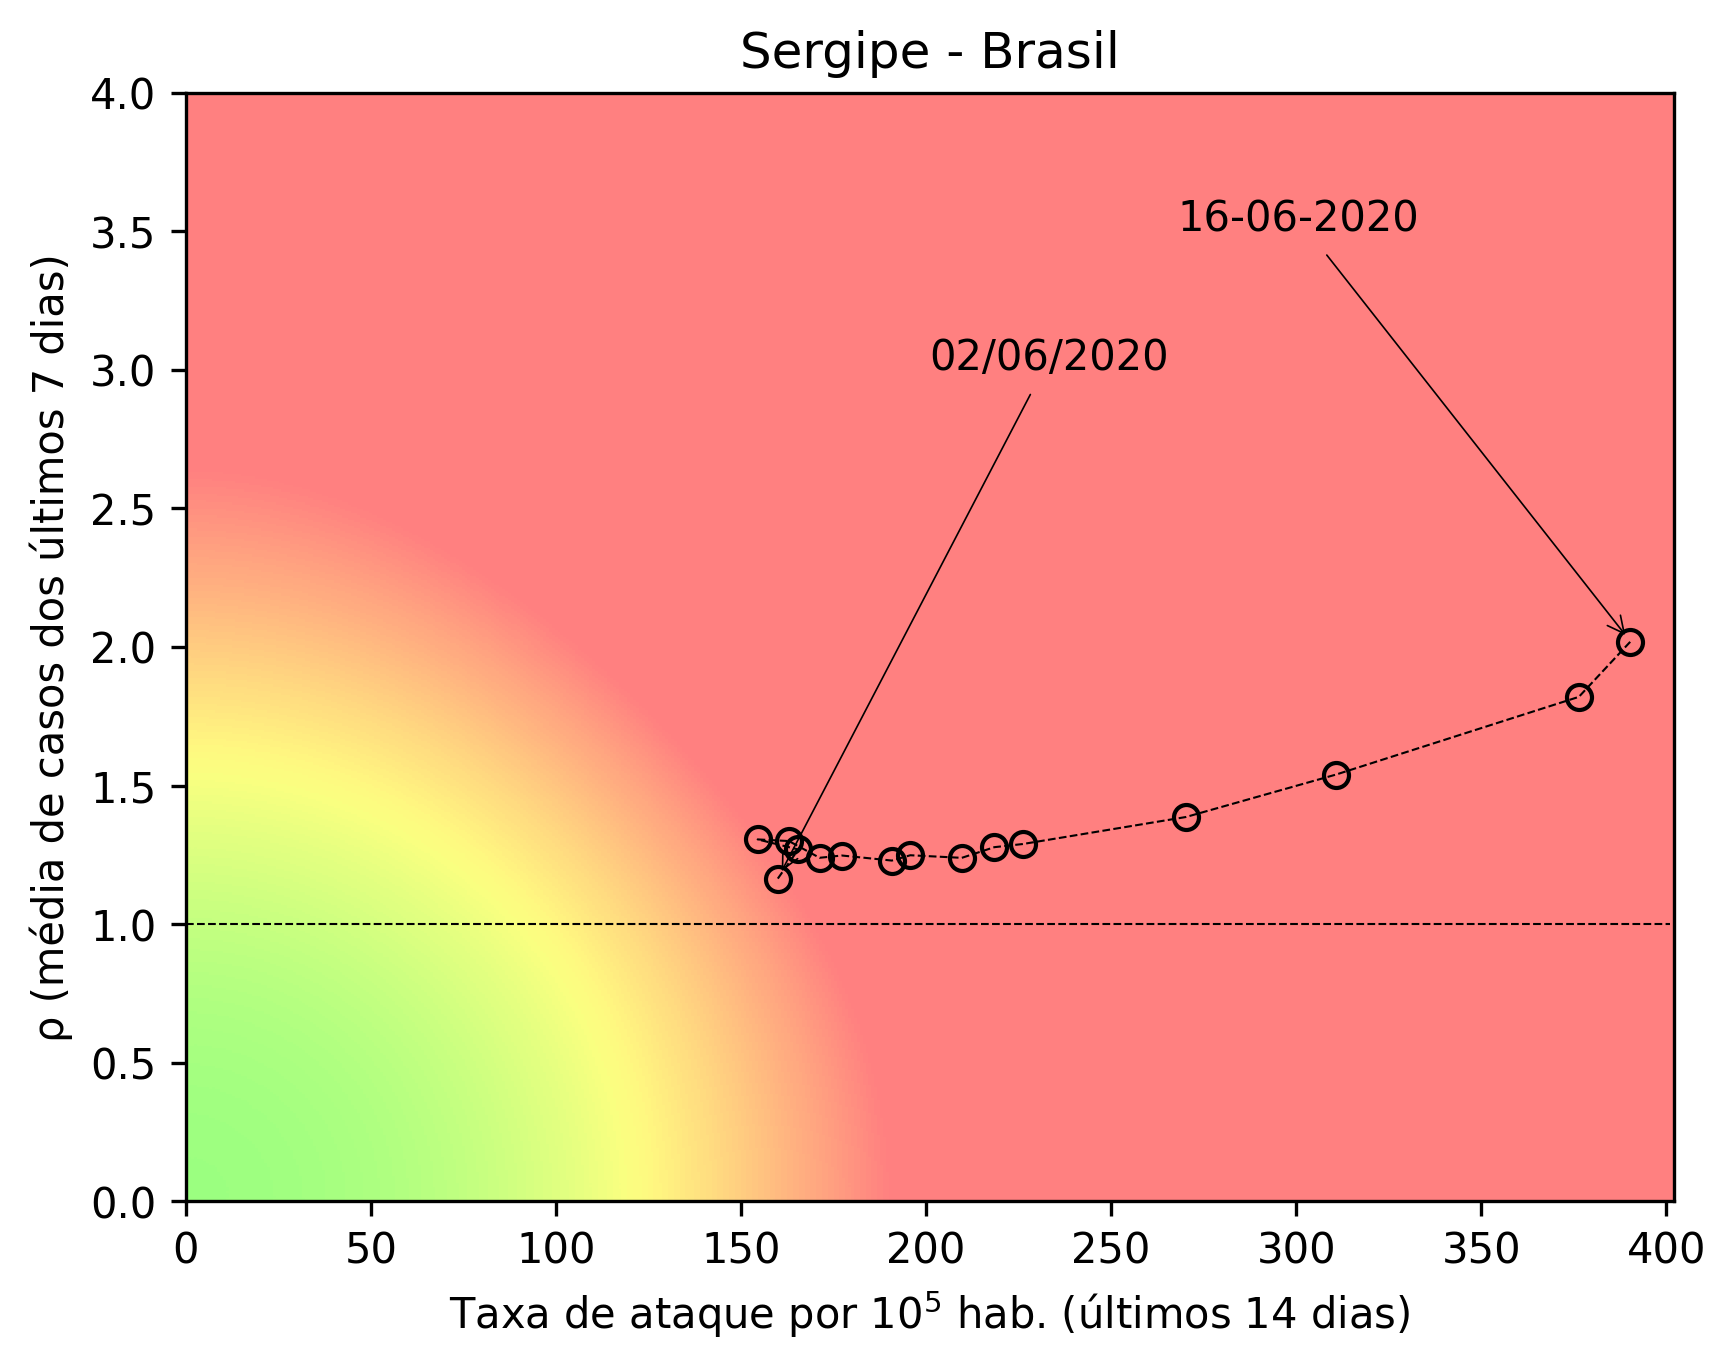 Sergipe - Brasil
4.0
3.5
3.0
2.5
2.0
1.5
1.0
0.5
0.0
ρ (média de casos dos últimos 7 dias)
16-06-2020
02/06/2020
0 50 100 150 200 250 300 350 400
Taxa de ataque por 10⁵ hab. (últimos 14 dias)